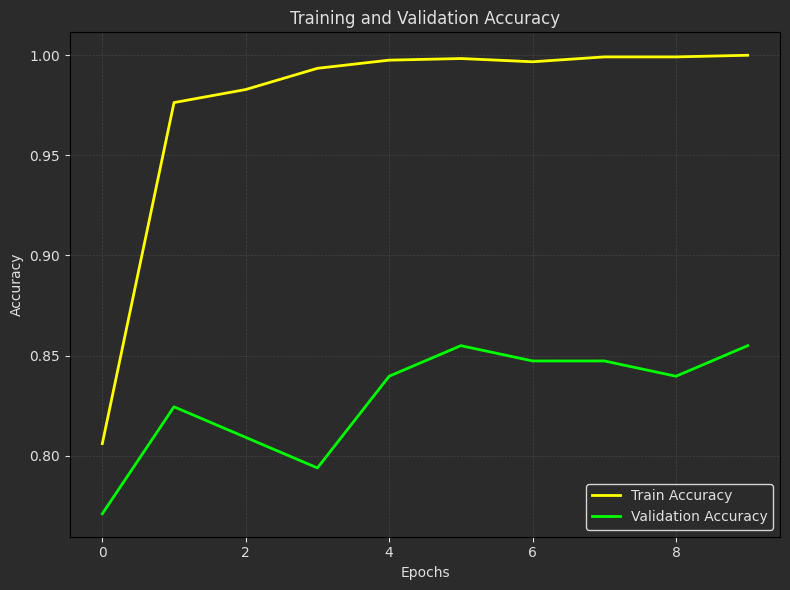 Training and Validation Accuracy
1.00
0.95
0.90
0.85
0.80
Accuracy
0 2 4 6 8
Epochs
Train Accuracy
Validation Accuracy